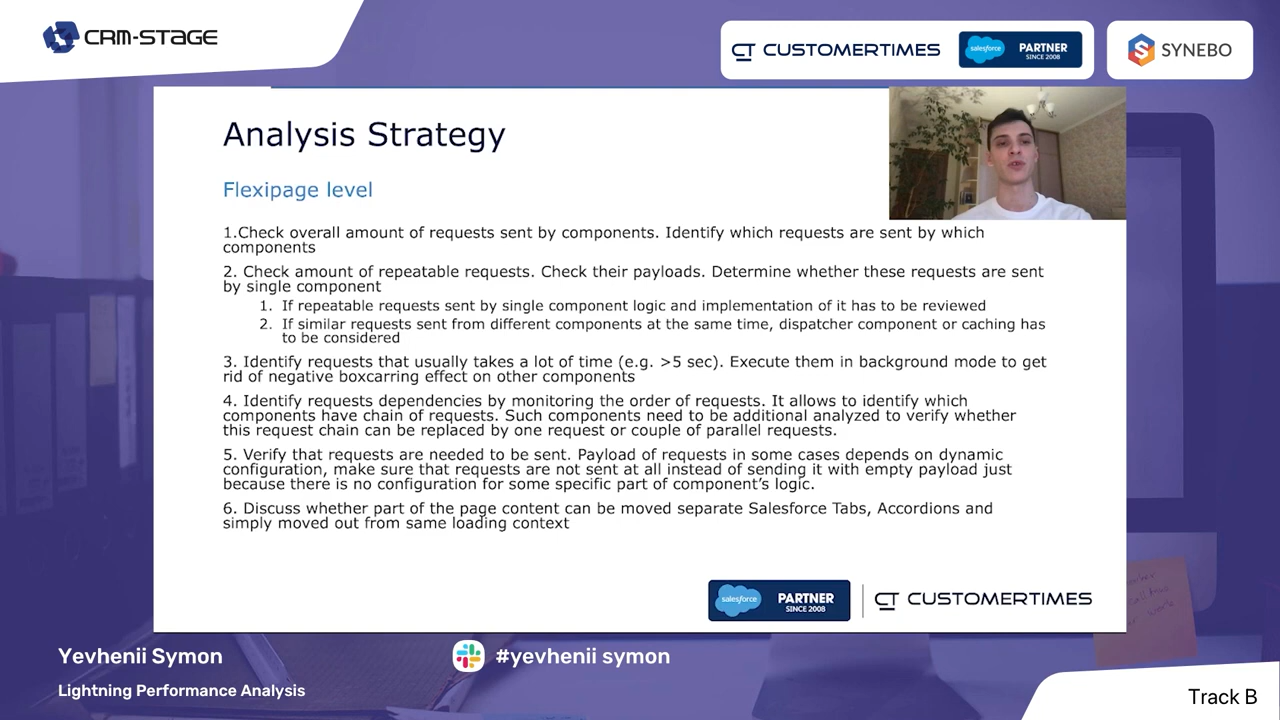 CRM-STAGE
CT CUSTOMERTIMES
salesforce
PARTNER
SINCE 2008
SYNEBO
Analysis Strategy
Flexipage level
1.Check overall amount of requests sent by components. Identify which requests are sent by which
components
2. Check amount of repeatable requests. Check their payloads. Determine whether these requests are sent
by single component
1. If repeatable requests sent by single component logic and implementation of it has to be reviewed
2. If similar requests sent from different components at the same time, dispatcher component or caching has
to be considered
3. Identify requests that usually takes a lot of time (e.g. >5 sec). Execute them in background mode to get
rid of negative boxcarring effect on other components
4. Identify requests dependencies by monitoring the order of requests. It allows to identify which
components have chain of requests. Such components need to be additional analyzed to verify whether
this request chain can be replaced by one request or couple of parallel requests.
5. Verify that requests are needed to be sent. Payload of requests in some cases depends on dynamic
configuration, make sure that requests are not sent at all instead of sending it with empty payload just
because there is no configuration for some specific part of component's logic.
6. Discuss whether part of the page content can be moved separate Salesforce Tabs, Accordions and
simply moved out from same loading context
salesforce
PARTNER
SINCE 2008
CT CUSTOMERTIMES
Yevhenii Symon
#yevhenii symon
Lightning Performance Analysis
Track B